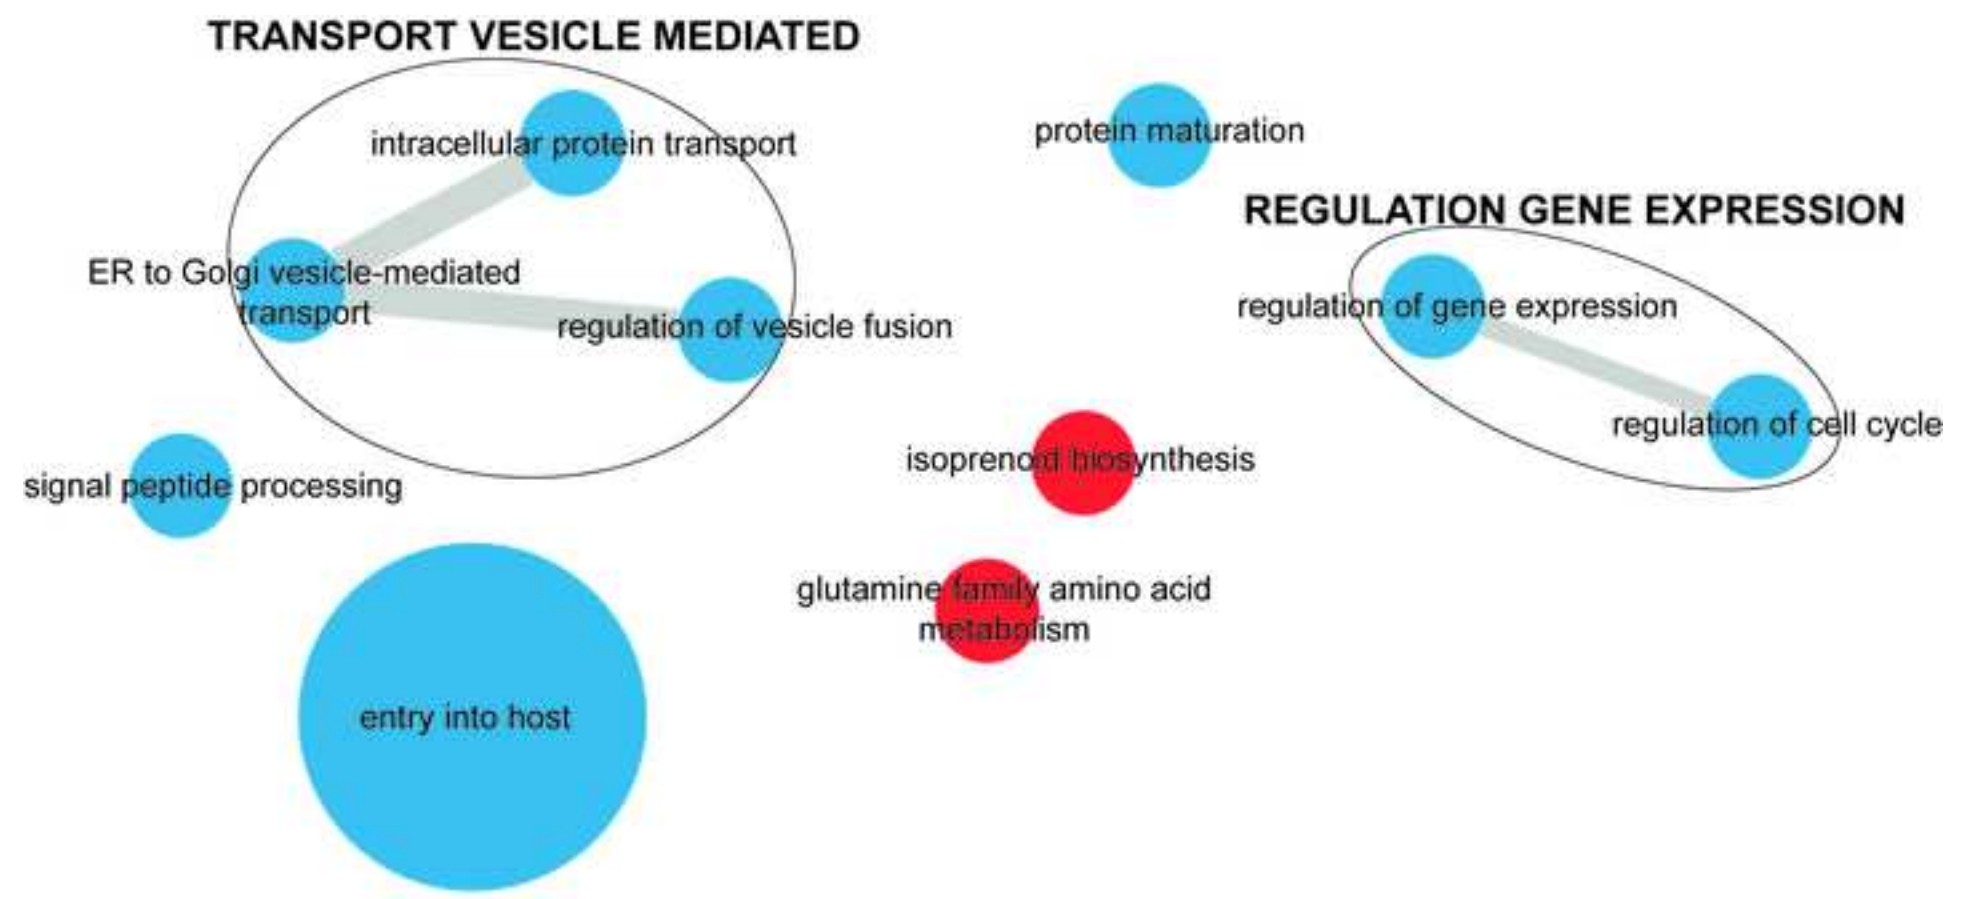 TRANSPORT VESICLE MEDIATED
intracellular protein transport
protein maturation
REGULATION GENE EXPRESSION
ER to Golgi vesicle-mediated
transport
regulation of vesicle fusion
regulation of gene expression
regulation of cell cycle
signal peptide processing
isoprenoid biosynthesis
glutamine family amino acid
metabolism
entry into host